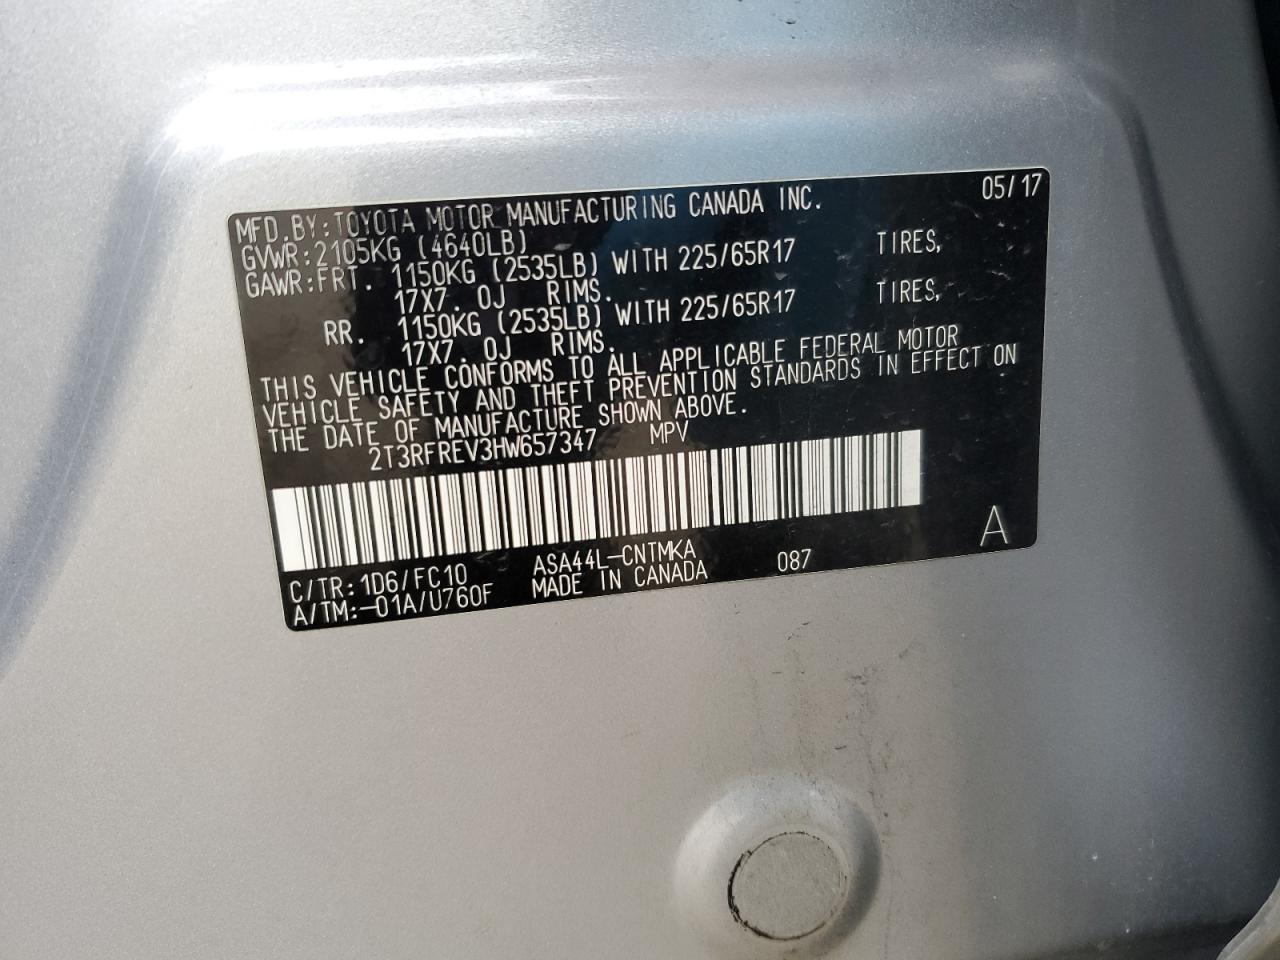 MFD. BY: TOYOTA MOTOR MANUFACTURING CANADA INC. 05/17
GVWR: 2105KG (4640LB)
GAWR: FRT. 1150KG (2535LB) WITH 225/65R17 TIRES,
17X7. 0J RIMS.
RR. 1150KG (2535LB) WITH 225/65R17 TIRES,
17X7. 0J RIMS.
THIS VEHICLE CONFORMS TO ALL APPLICABLE FEDERAL MOTOR
VEHICLE SAFETY AND THEFT PREVENTION STANDARDS IN EFFECT ON
THE DATE OF MANUFACTURE SHOWN ABOVE.
2T3RFREV3HW657347 MPV
A
C/TR: 1D6/FC10 ASA44L-CNTMKA 087
A/TM:-01A/U760F MADE IN CANADA